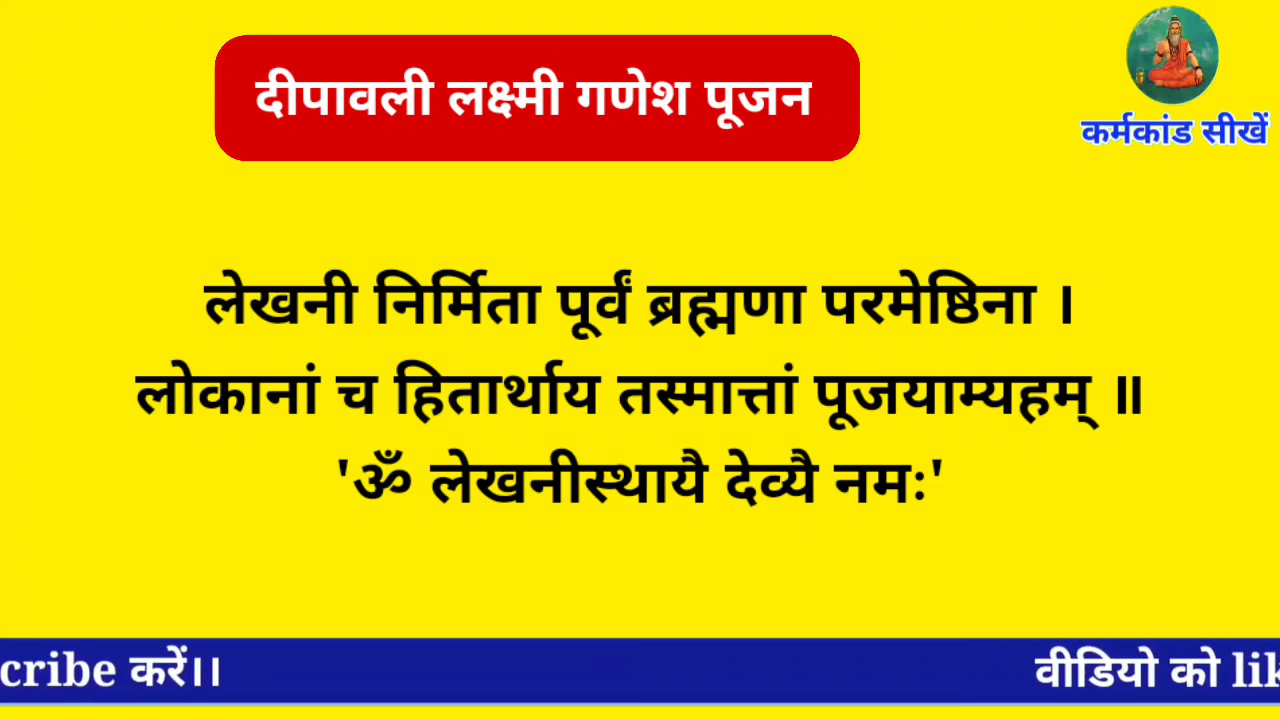 दीपावली लक्ष्मी गणेश पूजन
कर्मकांड सीखें
लेखनी निर्मिता पूर्वं ब्रह्मणा परमेष्ठिना ।
लोकानां च हितार्थाय तस्मात्तां पूजयाम्यहम् ॥
'ॐ लेखनीस्थायै देव्यै नमः'
cribe करें।। वीडियो को lik